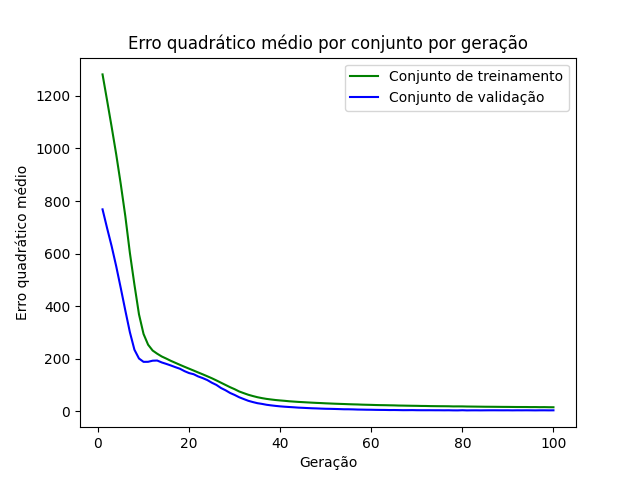 Erro quadrático médio por conjunto por geração
Conjunto de treinamento
Conjunto de validação
Erro quadrático médio
1200
1000
800
600
400
200
0
0 20 40 60 80 100
Geração